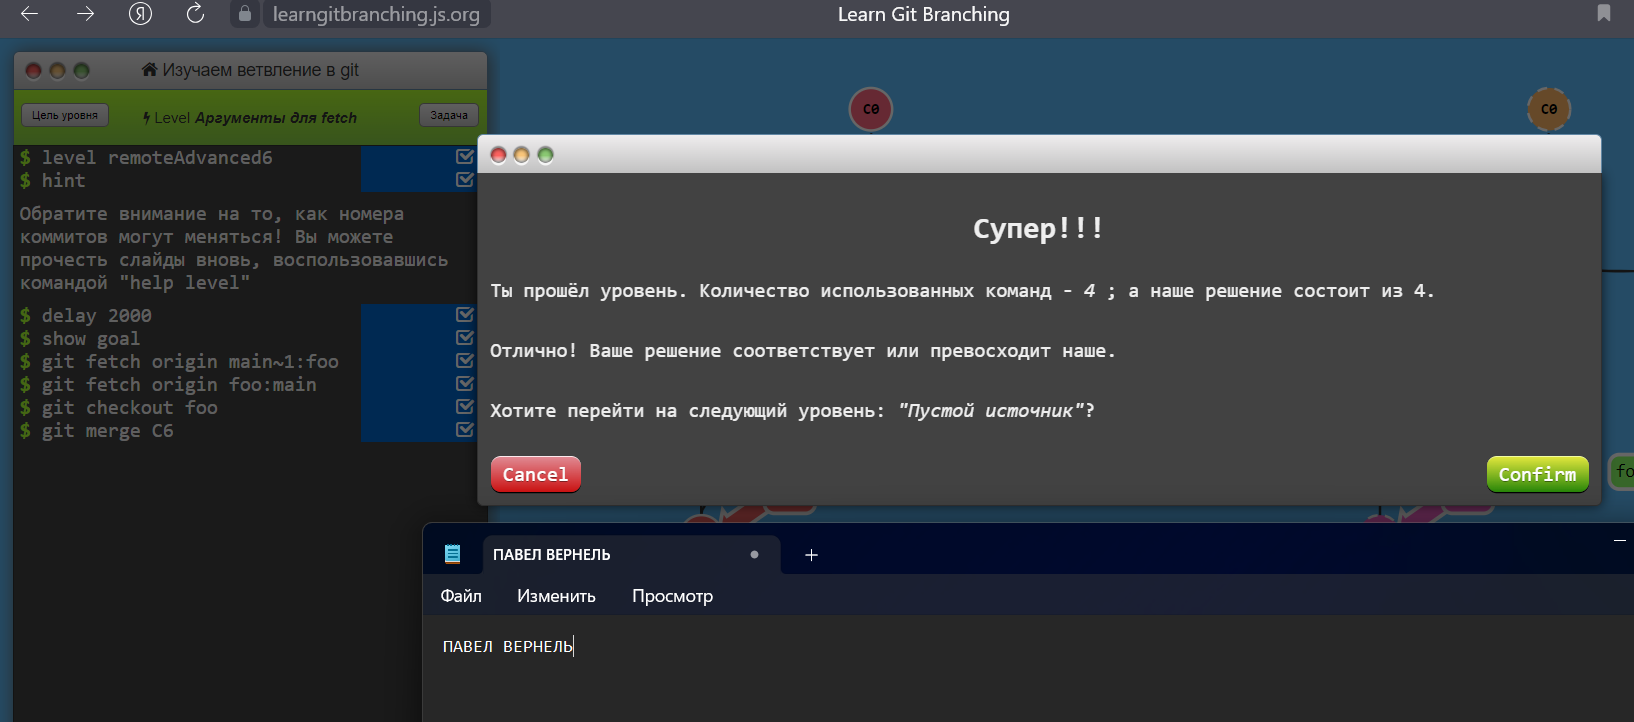 learngitbranching.js.org
Learn Git Branching
Изучаем ветвление в git
Цель уровня
Level Аргументы для fetch
Задача
C0
C0
$ level remoteAdvanced6
$ hint
Обратите внимание на то, как номера
коммитов могут меняться! Вы можете
прочесть слайды вновь, воспользовавшись
командой "help level"
$ delay 2000
$ show goal
$ git fetch origin main~1:foo
$ git fetch origin foo:main
$ git checkout foo
$ git merge C6
Супер!!!
Ты прошёл уровень. Количество использованных команд - 4 ; а наше решение состоит из 4.
Отлично! Ваше решение соответствует или превосходит наше.
Хотите перейти на следующий уровень: "Пустой источник"?
Cancel
Confirm
fo
ПАВЕЛ ВЕРНЕЛЬ
Файл Изменить Просмотр
ПАВЕЛ ВЕРНЕЛЬ